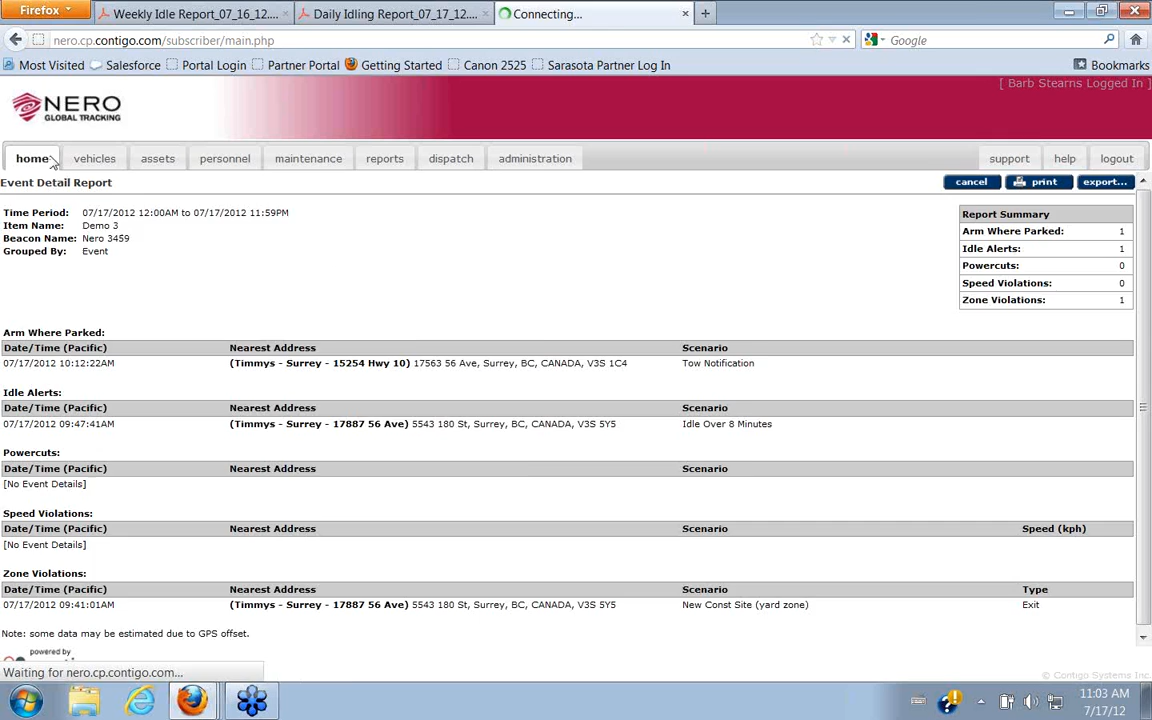 Firefox
Weekly Idle Report_07_16_12....
Daily Idling Report_07_17_12....
Connecting...
nero.cp.contigo.com/subscriber/main.php
Google
Most Visited
Salesforce
Portal Login
Partner Portal
Getting Started
Canon 2525
Sarasota Partner Log In
Bookmarks
[ Barb Stearns Logged In ]
NERO
GLOBAL TRACKING
home
vehicles
assets
personnel
maintenance
reports
dispatch
administration
support
help
logout
Event Detail Report
cancel
print
export...
Time Period: 07/17/2012 12:00AM to 07/17/2012 11:59PM
Item Name: Demo 3
Beacon Name: Nero 3459
Grouped By: Event
Report Summary
Arm Where Parked: 1
Idle Alerts: 1
Powercuts: 0
Speed Violations: 0
Zone Violations: 1
Arm Where Parked:
Date/Time (Pacific) Nearest Address Scenario
07/17/2012 10:12:22AM (Timmys - Surrey - 15254 Hwy 10) 17563 56 Ave, Surrey, BC, CANADA, V3S 1C4 Tow Notification
Idle Alerts:
Date/Time (Pacific) Nearest Address Scenario
07/17/2012 09:47:41AM (Timmys - Surrey - 17887 56 Ave) 5543 180 St, Surrey, BC, CANADA, V3S 5Y5 Idle Over 8 Minutes
Powercuts:
Date/Time (Pacific) Nearest Address Scenario
[No Event Details]
Speed Violations:
Date/Time (Pacific) Nearest Address Scenario Speed (kph)
[No Event Details]
Zone Violations:
Date/Time (Pacific) Nearest Address Scenario Type
07/17/2012 09:41:01AM (Timmys - Surrey - 17887 56 Ave) 5543 180 St, Surrey, BC, CANADA, V3S 5Y5 New Const Site (yard zone) Exit
Note: some data may be estimated due to GPS offset.
powered by
Waiting for nero.cp.contigo.com...
© Contigo Systems Inc.
11:03 AM
7/17/12